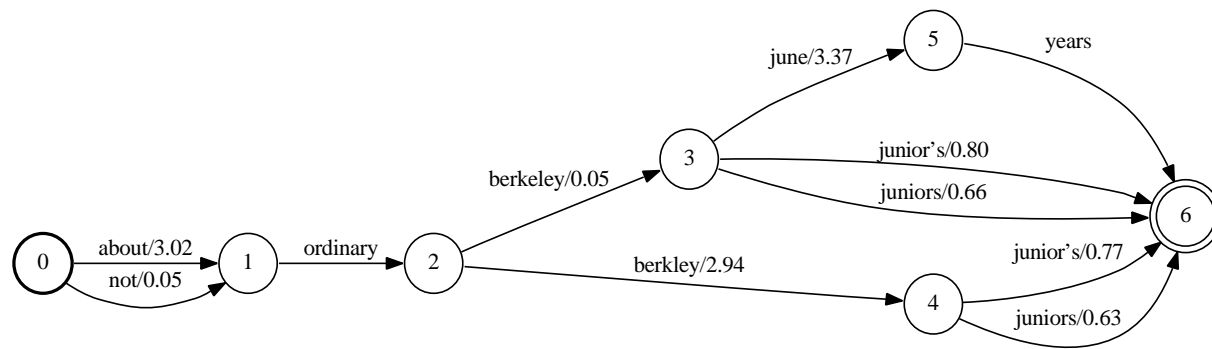 0
about/3.02
not/0.05
1
ordinary
2
berkeley/0.05
berkley/2.94
3
june/3.37
junior's/0.80
juniors/0.66
5
years
4
junior's/0.77
juniors/0.63
6